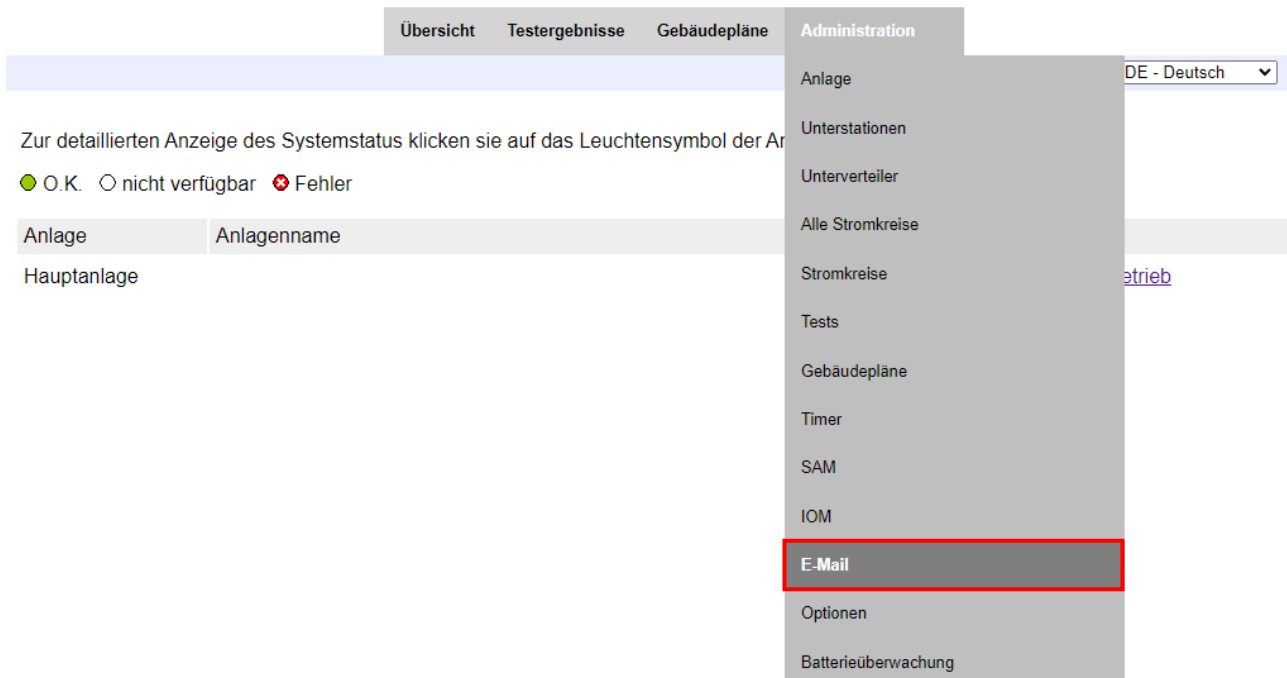 Übersicht Testergebnisse Gebäudepläne Administration
DE - Deutsch
Zur detaillierten Anzeige des Systemstatus klicken sie auf das Leuchtensymbol der
O.K. nicht verfügbar Fehler
Anlage Anlagenname
Hauptanlage etrieb
Anlage
Unterstationen
Unterverteiler
Alle Stromkreise
Stromkreise
Tests
Gebäudepläne
Timer
SAM
IOM
E-Mail
Optionen
Batterieüberwachung